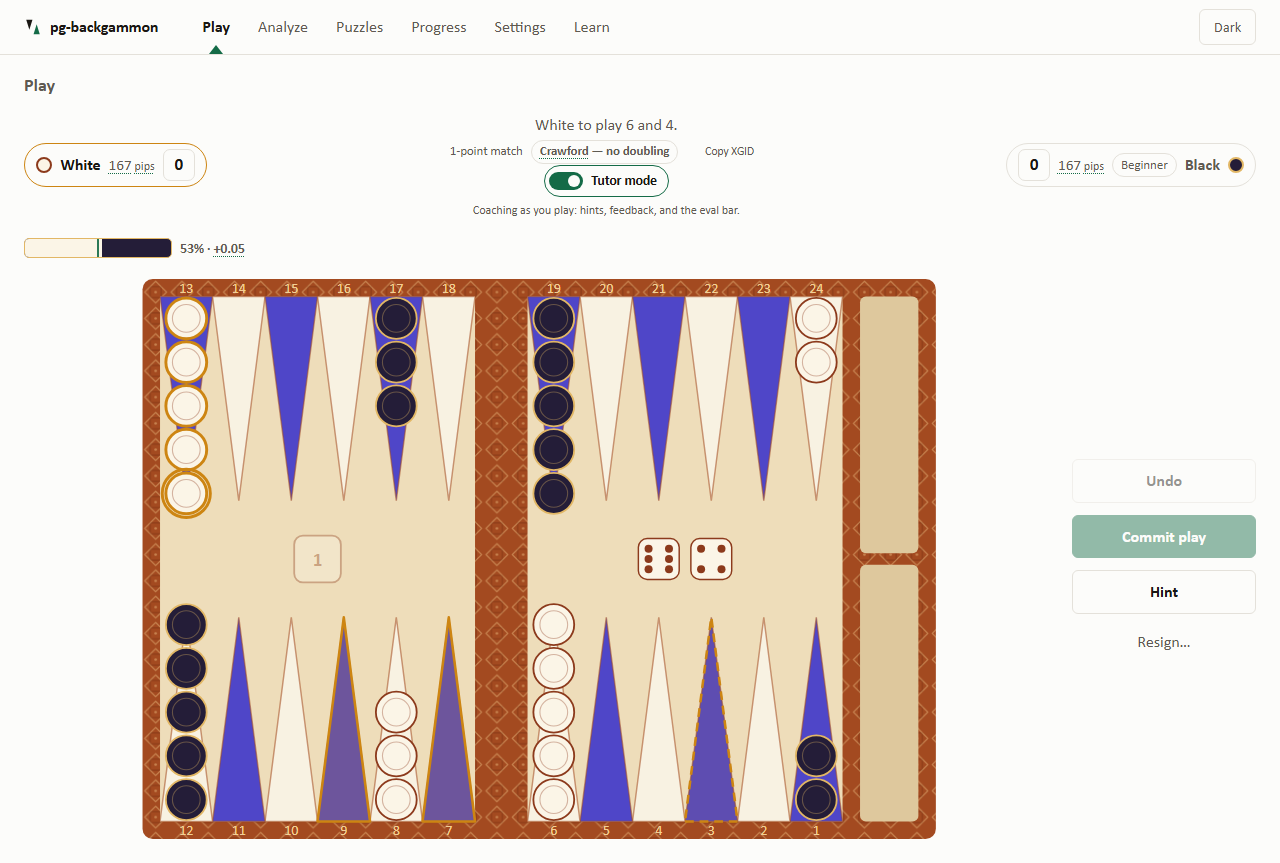 pg-backgammon Play Analyze Puzzles Progress Settings Learn Dark
Play
White to play 6 and 4.
White 167 pips 0
1-point match Crawford — no doubling Copy XGID
Tutor mode
Coaching as you play: hints, feedback, and the eval bar.
0 167 pips Beginner Black
53% · +0.05
13 14 15 16 17 18 19 20 21 22 23 24
1
Undo
Commit play
Hint
Resign...
12 11 10 9 8 7 6 5 4 3 2 1